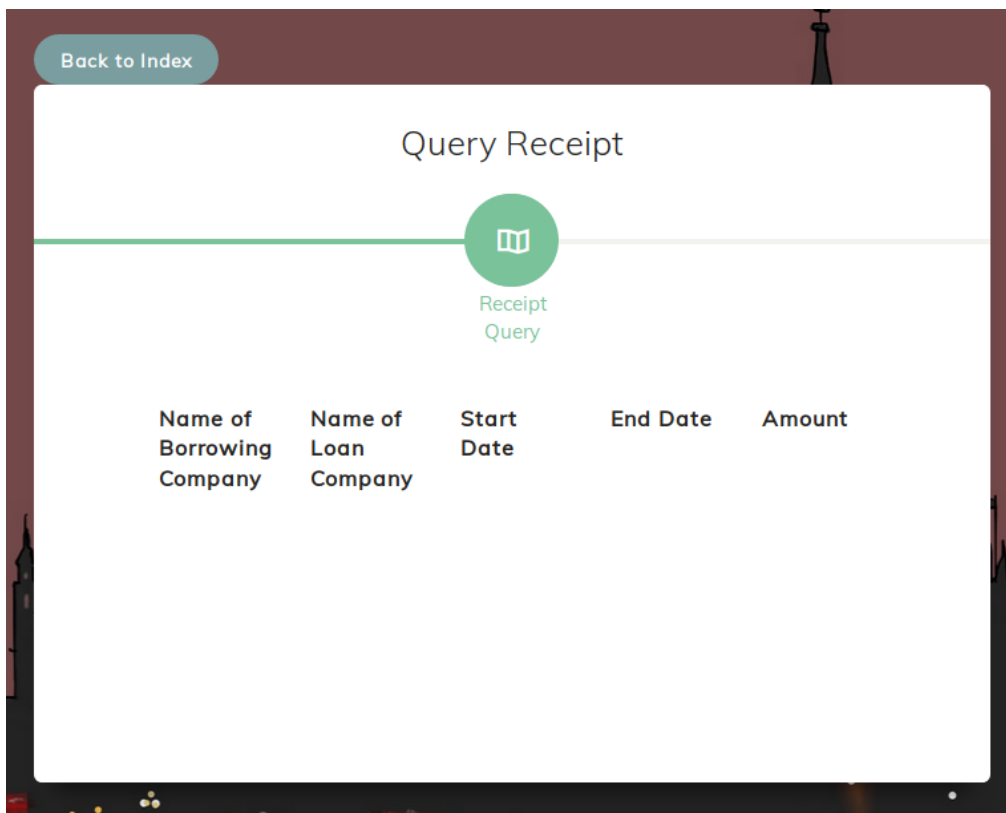 Back to Index
Query Receipt
Receipt
Query
Name of Borrowing Company
Name of Loan Company
Start Date
End Date
Amount